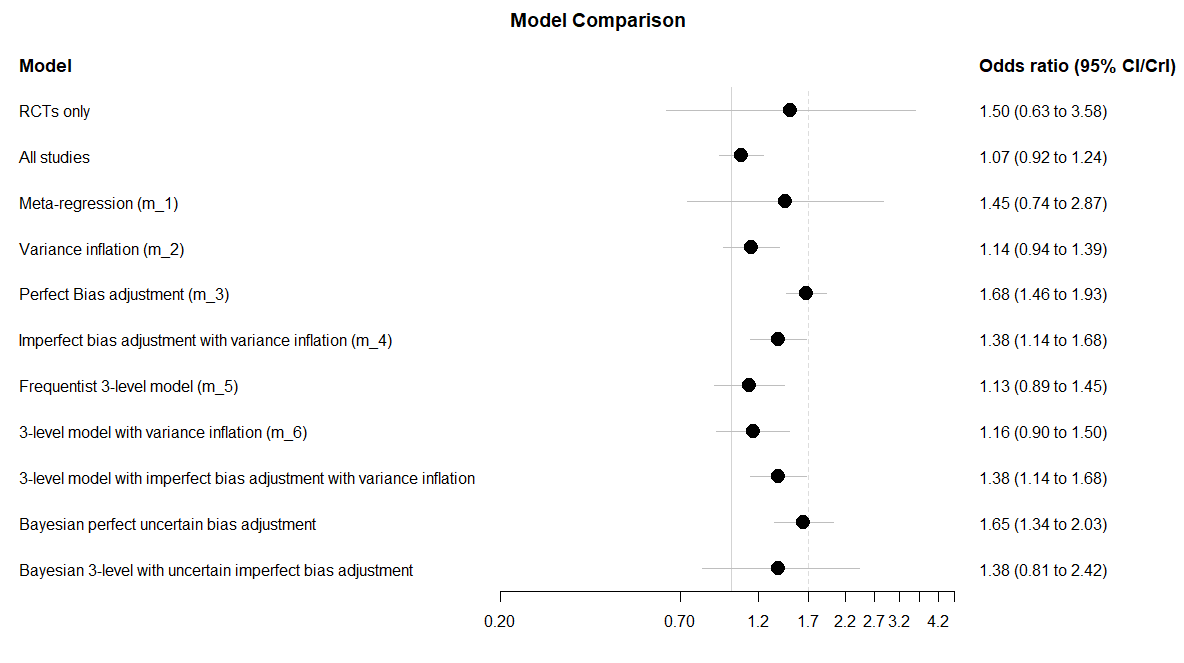 Model Comparison
Model Odds ratio (95% CI/CrI)
RCTs only 1.50 (0.63 to 3.58)
All studies 1.07 (0.92 to 1.24)
Meta-regression (m_1) 1.45 (0.74 to 2.87)
Variance inflation (m_2) 1.14 (0.94 to 1.39)
Perfect Bias adjustment (m_3) 1.68 (1.46 to 1.93)
Imperfect bias adjustment with variance inflation (m_4) 1.38 (1.14 to 1.68)
Frequentist 3-level model (m_5) 1.13 (0.89 to 1.45)
3-level model with variance inflation (m_6) 1.16 (0.90 to 1.50)
3-level model with imperfect bias adjustment with variance inflation 1.38 (1.14 to 1.68)
Bayesian perfect uncertain bias adjustment 1.65 (1.34 to 2.03)
Bayesian 3-level with uncertain imperfect bias adjustment 1.38 (0.81 to 2.42)
0.20 0.70 1.2 1.7 2.2 2.7 3.2 4.2